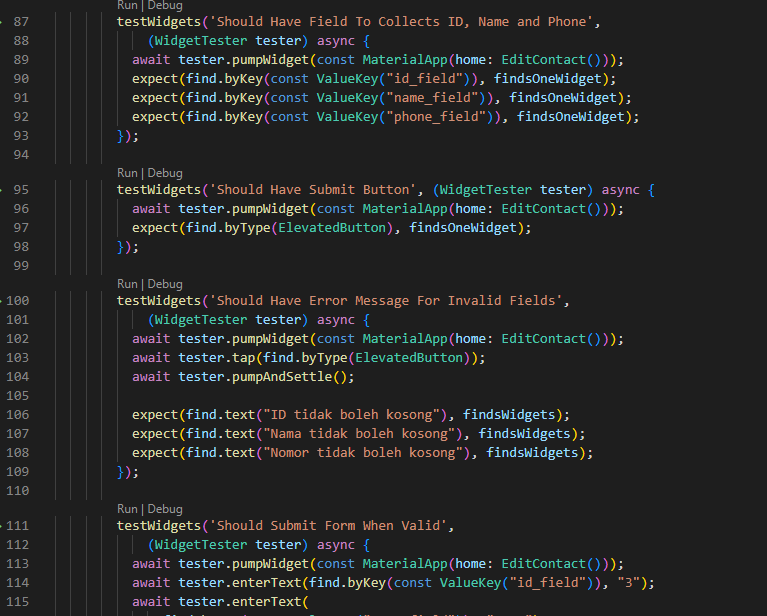 Run | Debug
87 testWidgets('Should Have Field To Collects ID, Name and Phone',
88 (WidgetTester tester) async {
89 await tester.pumpWidget(const MaterialApp(home: EditContact()));
90 expect(find.byKey(const ValueKey("id_field")), findsOneWidget);
91 expect(find.byKey(const ValueKey("name_field")), findsOneWidget);
92 expect(find.byKey(const ValueKey("phone_field")), findsOneWidget);
93 });
94
Run | Debug
95 testWidgets('Should Have Submit Button', (WidgetTester tester) async {
96 await tester.pumpWidget(const MaterialApp(home: EditContact()));
97 expect(find.byType(ElevatedButton), findsOneWidget);
98 });
99
Run | Debug
100 testWidgets('Should Have Error Message For Invalid Fields',
101 (WidgetTester tester) async {
102 await tester.pumpWidget(const MaterialApp(home: EditContact()));
103 await tester.tap(find.byType(ElevatedButton));
104 await tester.pumpAndSettle();
105
106 expect(find.text("ID tidak boleh kosong"), findsWidgets);
107 expect(find.text("Nama tidak boleh kosong"), findsWidgets);
108 expect(find.text("Nomor tidak boleh kosong"), findsWidgets);
109 });
110
Run | Debug
111 testWidgets('Should Submit Form When Valid',
112 (WidgetTester tester) async {
113 await tester.pumpWidget(const MaterialApp(home: EditContact()));
114 await tester.enterText(find.byKey(const ValueKey("id_field")), "3");
115 await tester.enterText(